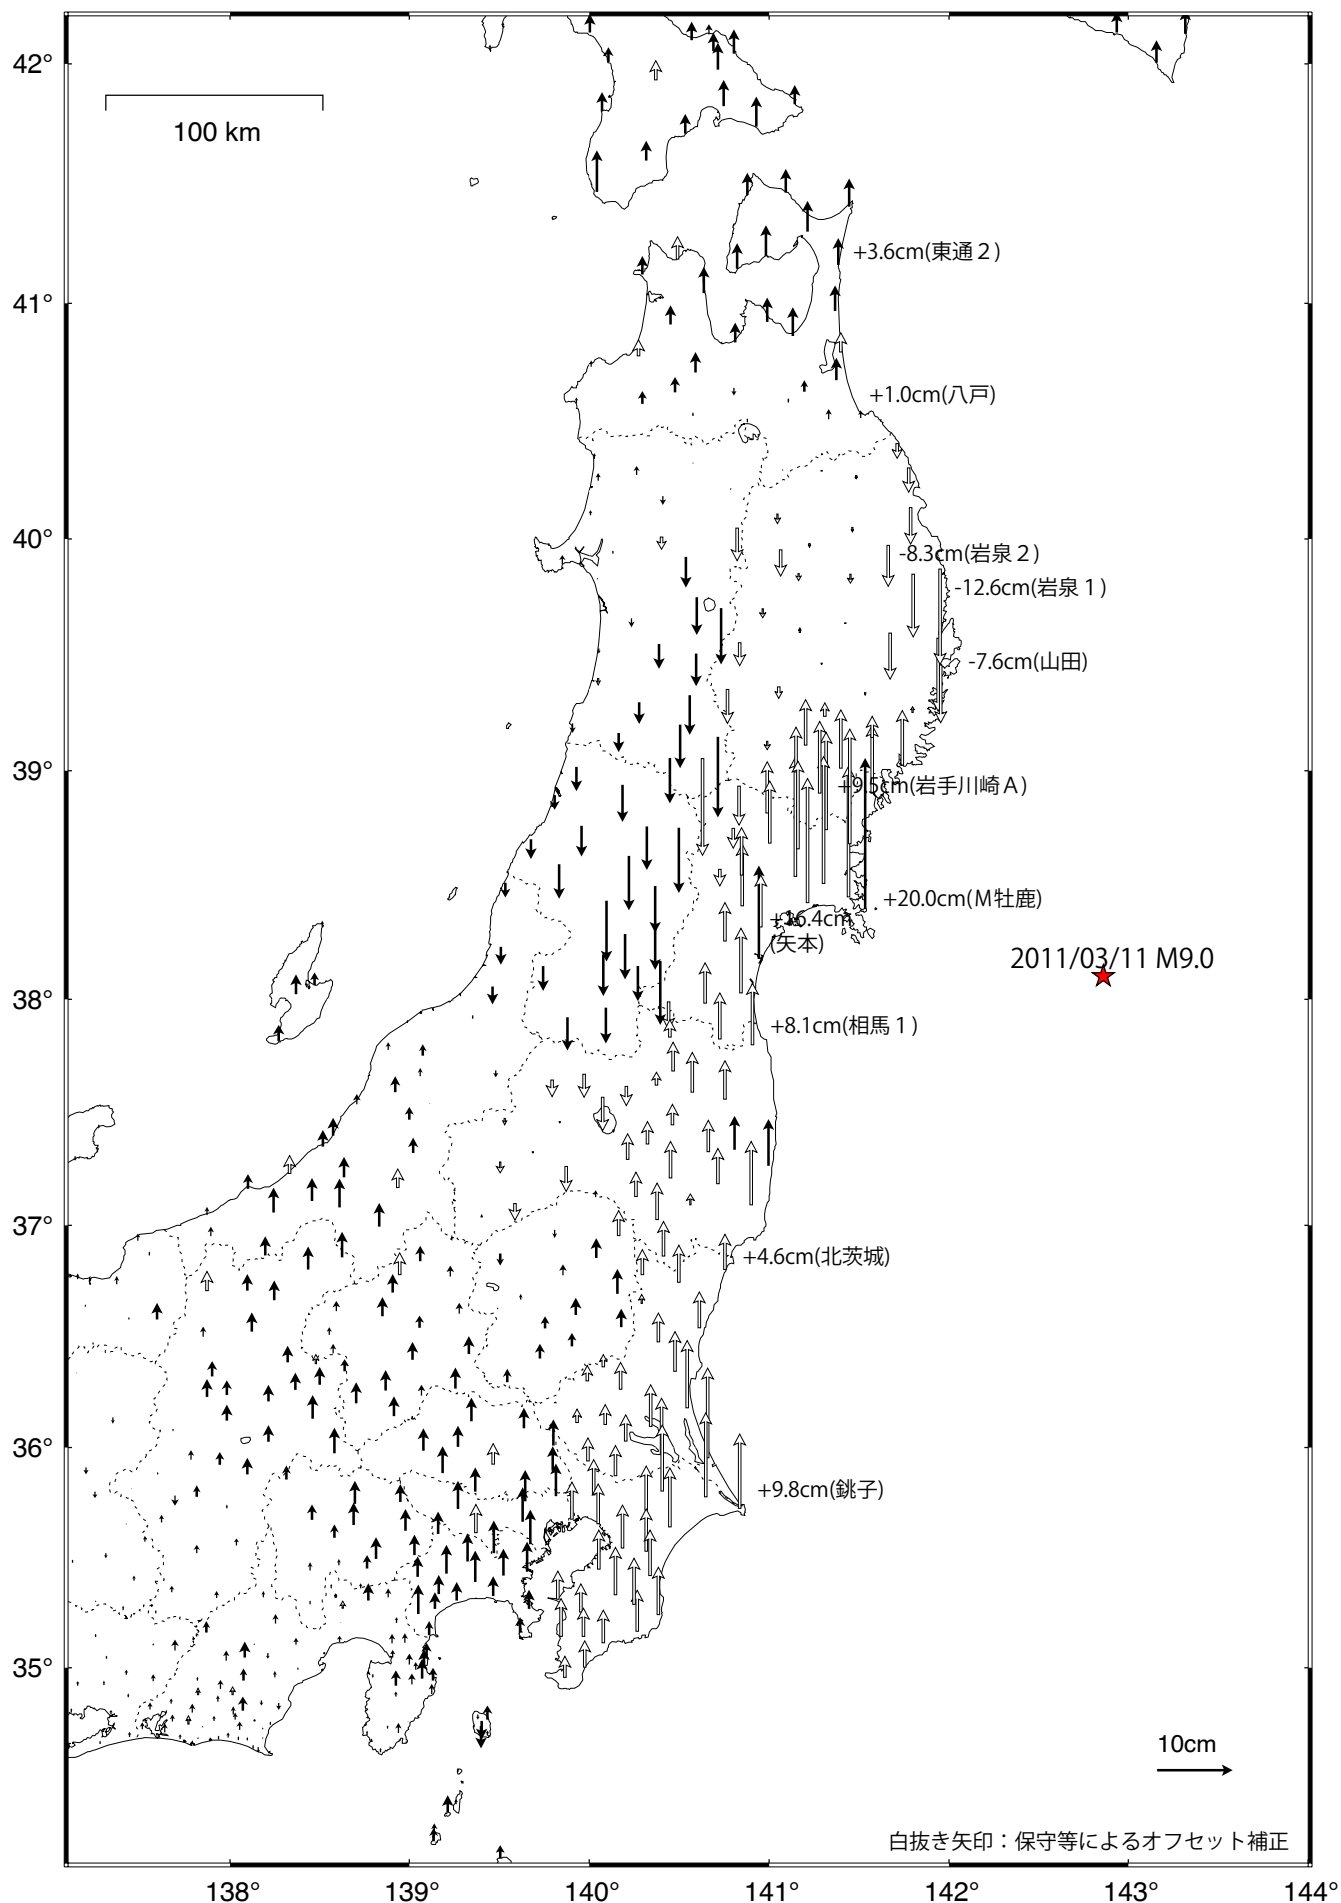 42°
100 km
+3.6cm(東通２)
41°
+1.0cm(八戸)
40°
-8.3cm(岩泉２)
-12.6cm(岩泉１)
-7.6cm(山田)
39°
+9.5cm(岩手川崎Ａ)
+20.0cm(Ｍ牡鹿)
+16.4cm
(矢本)
2011/03/11 M9.0
38°
+8.1cm(相馬１)
37°
+4.6cm(北茨城)
36°
+9.8cm(銚子)
35°
10cm
白抜き矢印：保守等によるオフセット補正
138°
139°
140°
141°
142°
143°
144°